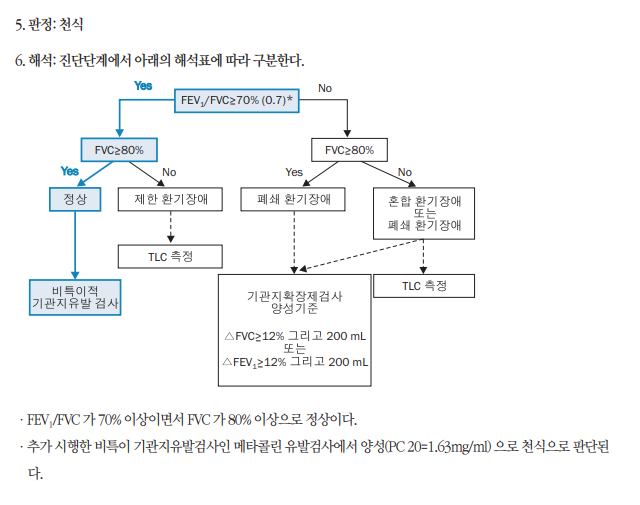 5. 판정: 천식
6. 해석: 진단단계에서 아래의 해석표에 따라 구분한다.
Yes
No
FEV1/FVC≥70% (0.7)*
FVC≥80%
FVC≥80%
Yes
No
Yes
No
정상
제한 환기장애
폐쇄 환기장애
혼합 환기장애
또는
폐쇄 환기장애
TLC 측정
비특이적
기관지유발 검사
기관지확장제검사
양성기준
△FVC≥12% 그리고 200 mL
또는
△FEV1≥12% 그리고 200 mL
TLC 측정
· FEV1/FVC 가 70% 이상이면서 FVC 가 80% 이상으로 정상이다.
· 추가 시행한 비특이 기관지유발검사인 메타콜린 유발검사에서 양성(PC 20=1.63mg/ml) 으로 천식으로 판단된
다.